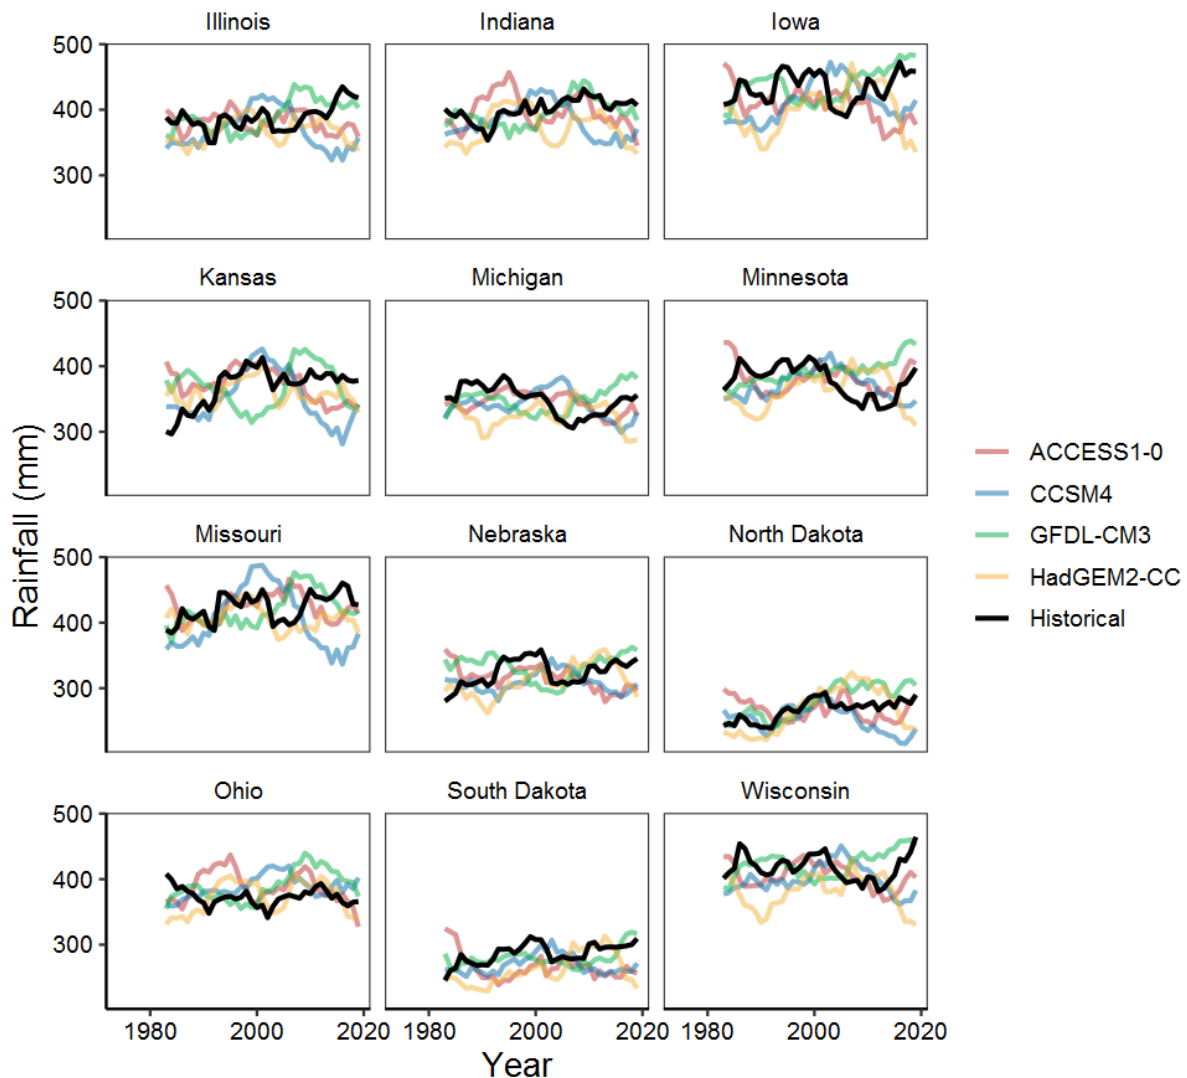 Illinois
Indiana
Iowa
500
400
300
Kansas
Michigan
Minnesota
500
400
300
Missouri
Nebraska
North Dakota
500
400
300
Ohio
South Dakota
Wisconsin
500
400
300
1980
2000
2020
1980
2000
2020
1980
2000
2020
Year
Rainfall (mm)
ACCESS1-0
CCSM4
GFDL-CM3
HadGEM2-CC
Historical